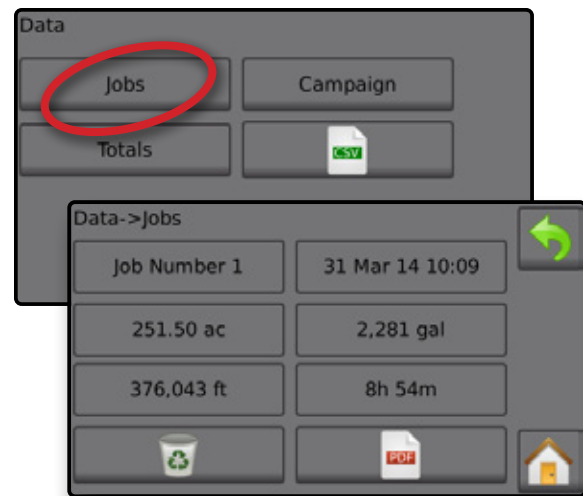 Data
Jobs
Campaign
Totals
CSV
Data->Jobs
Job Number 1
31 Mar 14 10:09
251.50 ac
2,281 gal
376,043 ft
8h 54m
PDF